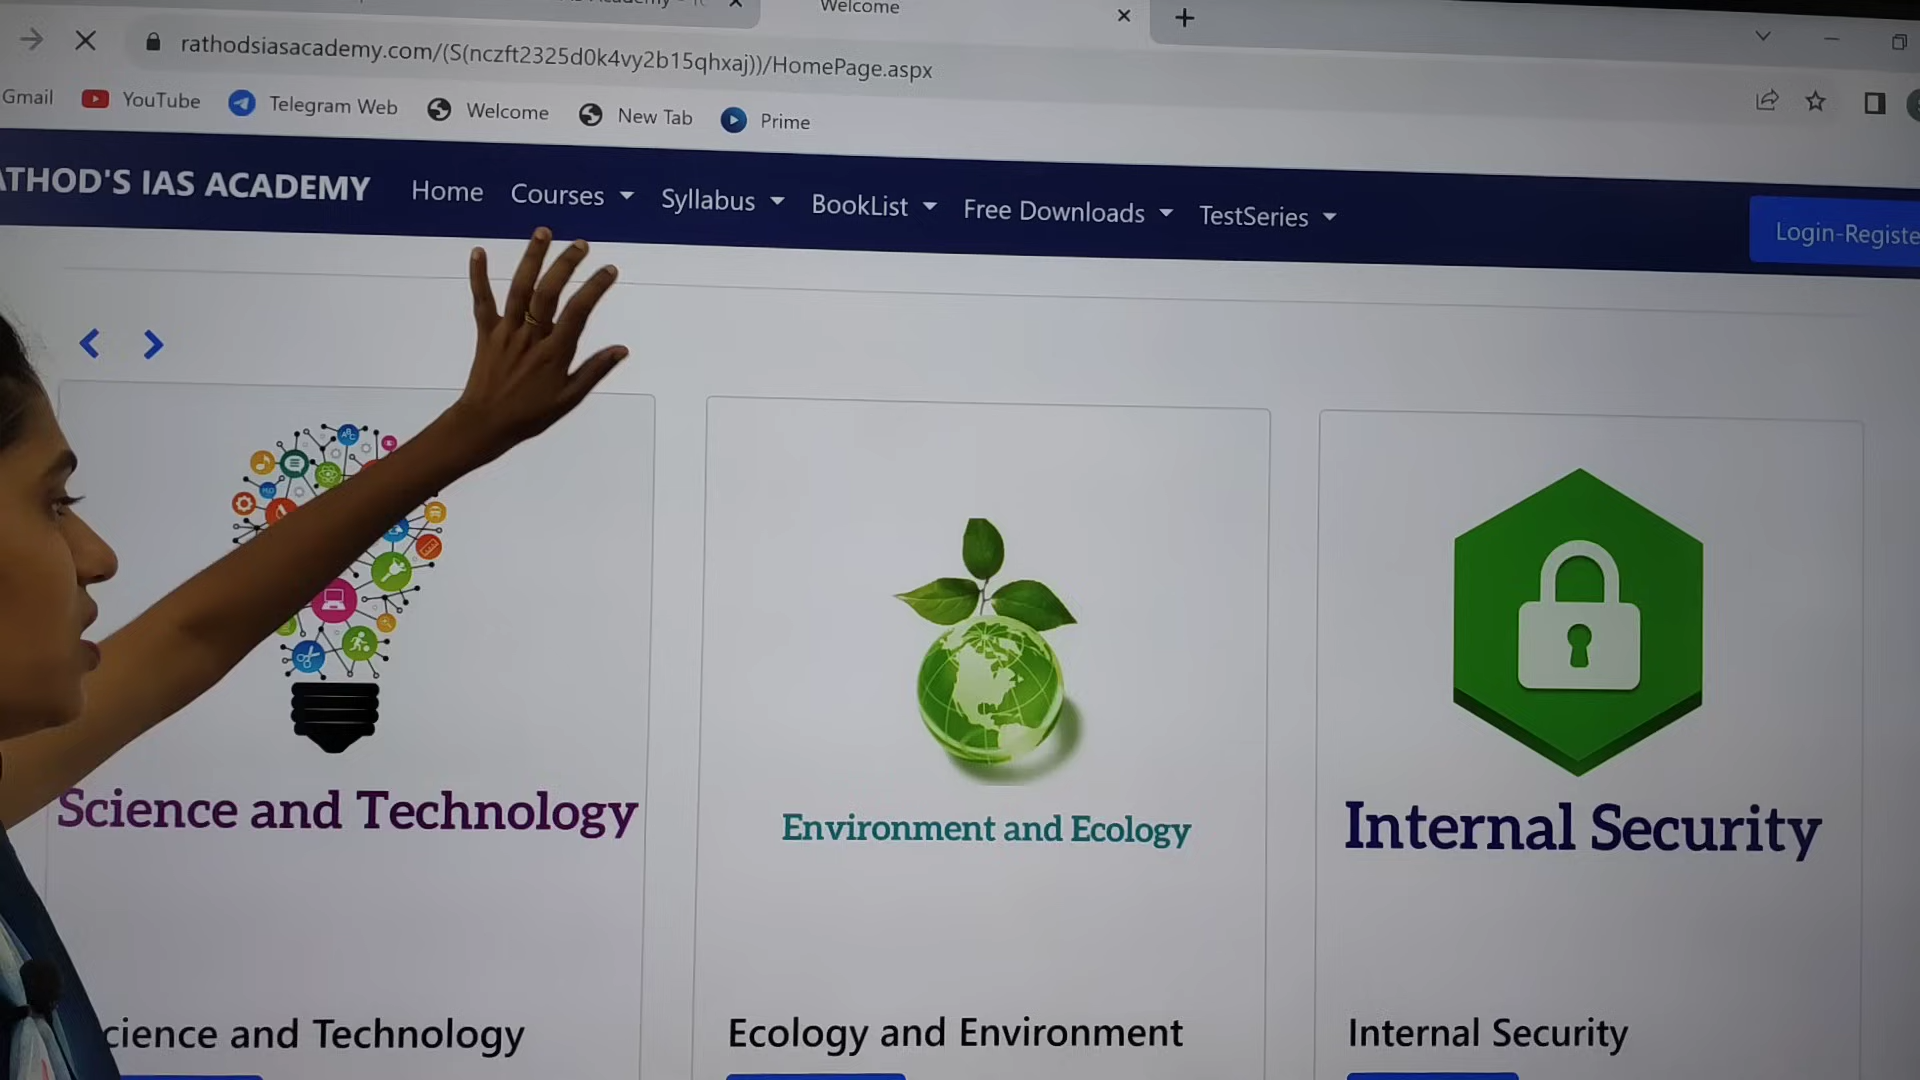 Welcome
rathodsiasacademy.com/(S(nczft2325d0k4vy2b15qhxaj))/HomePage.aspx
Gmail YouTube Telegram Web Welcome New Tab Prime
ATHOD'S IAS ACADEMY Home Courses Syllabus BookList Free Downloads TestSeries Login-Registe
Science and Technology
Environment and Ecology
Internal Security
cience and Technology
Ecology and Environment
Internal Security